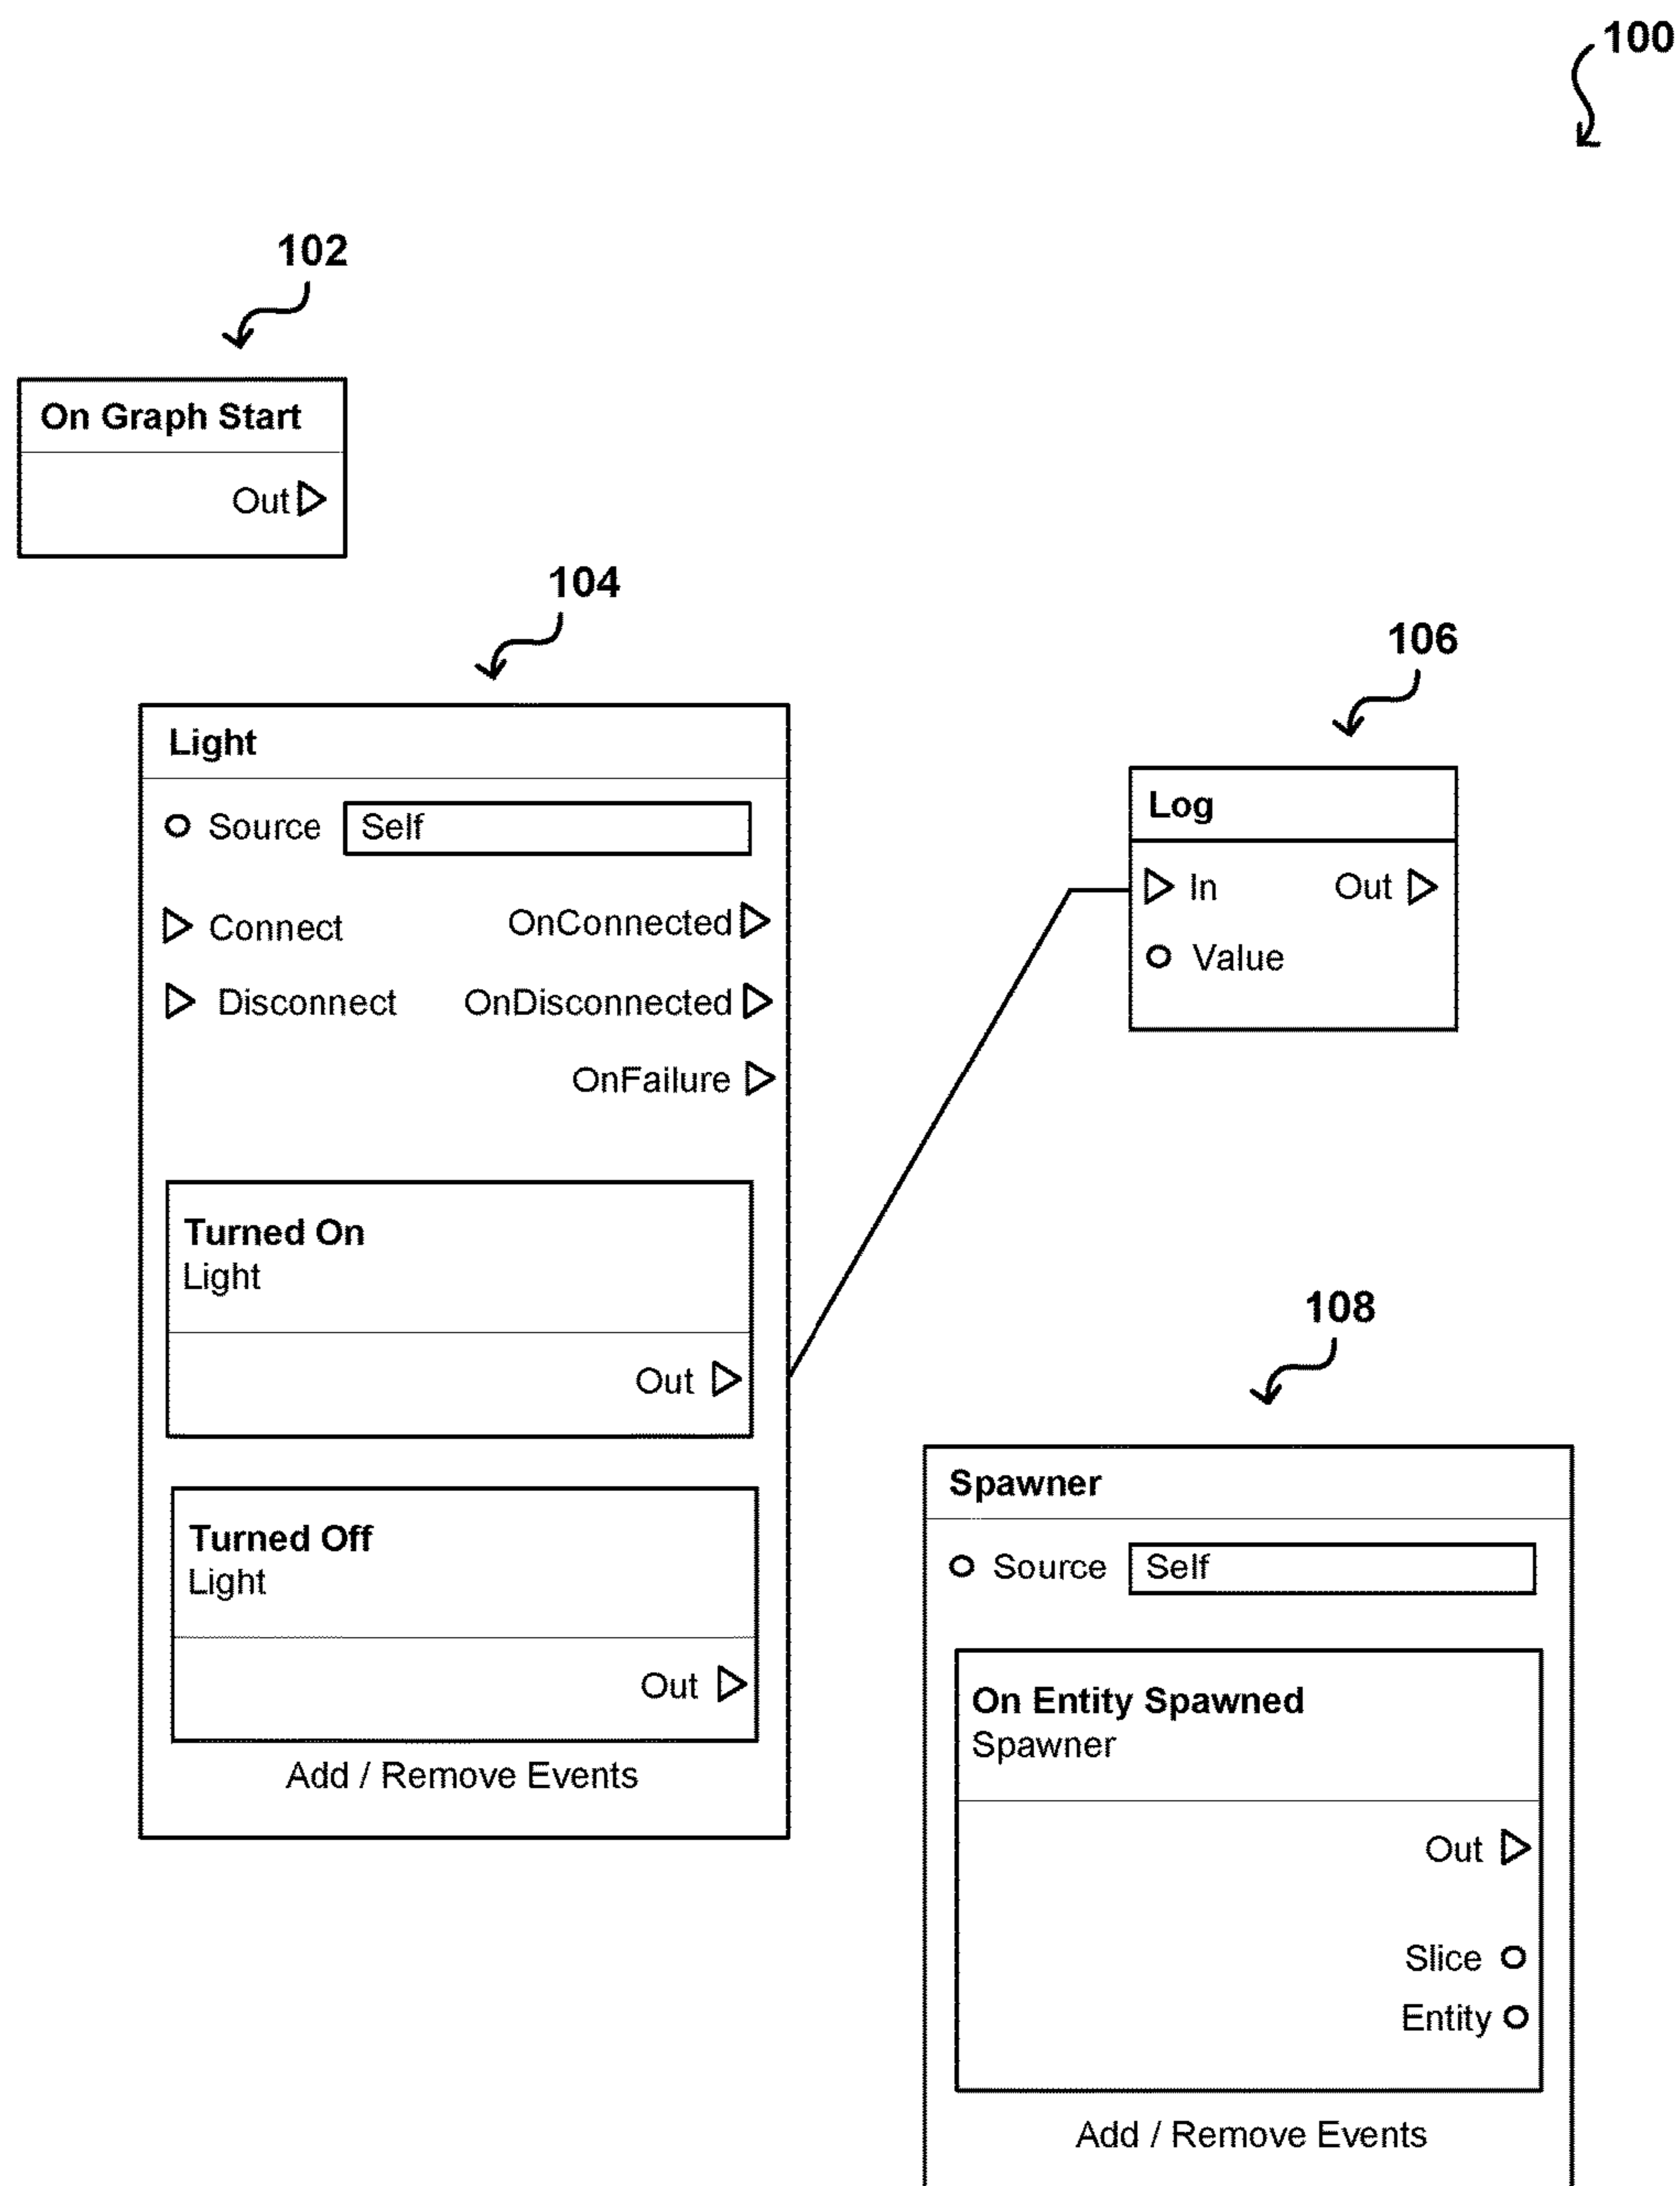 100
102
On Graph Start
Out
104
Light
Source Self
Connect OnConnected
Disconnect OnDisconnected
OnFailure
Turned On
Light
Out
Turned Off
Light
Out
Add / Remove Events
106
Log
In Out
Value
108
Spawner
Source Self
On Entity Spawned
Spawner
Out
Slice
Entity
Add / Remove Events